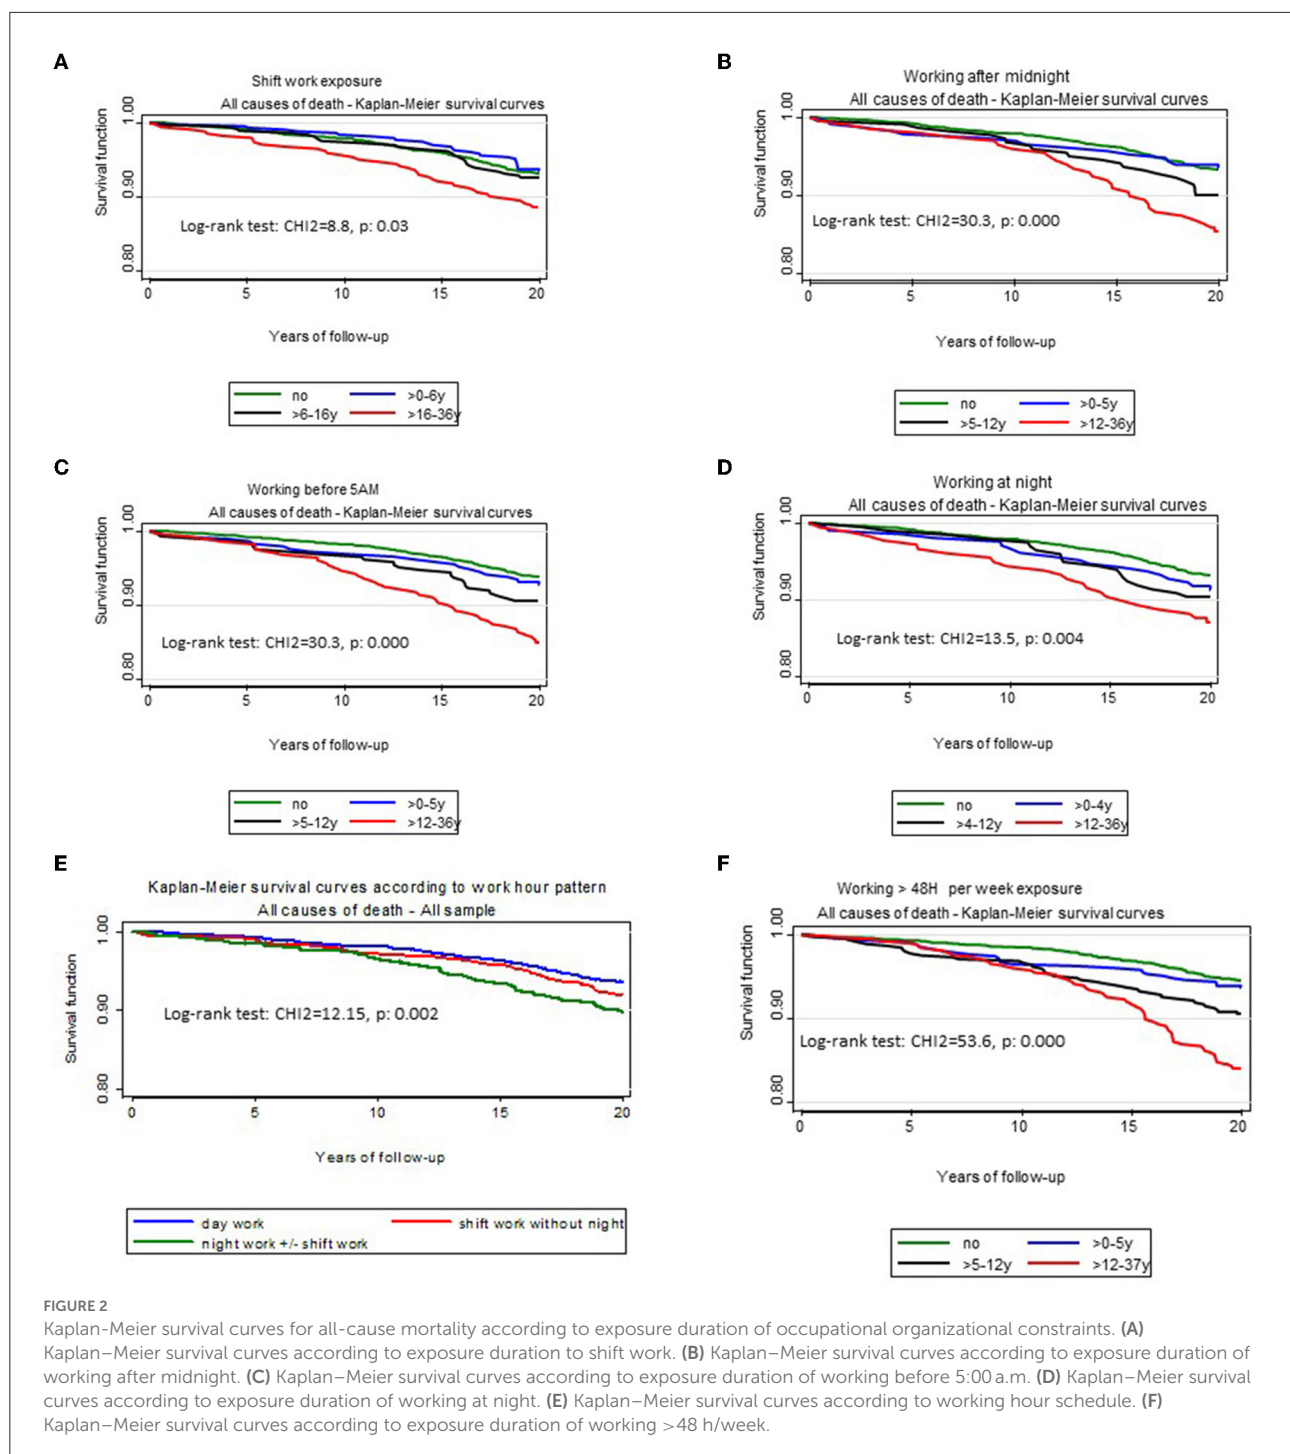 A
Shift work exposure
All causes of death - Kaplan-Meier survival curves
Survival function
1.00
0.90
0.80
Log-rank test: CHI2=8.8, p: 0.03
0 5 10 15 20
Years of follow-up
no >0-6y
>6-16y >16-36y
B
Working after midnight
All causes of death - Kaplan-Meier survival curves
Survival function
1.00
0.90
0.80
Log-rank test: CHI2=30.3, p: 0.000
0 5 10 15 20
Years of follow-up
no >0-5y
>5-12y >12-36y
C
Working before 5AM
All causes of death - Kaplan-Meier survival curves
Survival function
1.00
0.90
0.80
Log-rank test: CHI2=30.3, p: 0.000
0 5 10 15 20
Years of follow-up
no >0-5y
>5-12y >12-36y
D
Working at night
All causes of death - Kaplan-Meier survival curves
Survival function
1.00
0.90
0.80
Log-rank test: CHI2=13.5, p: 0.004
0 5 10 15 20
Years of follow-up
no >0-4y
>4-12y >12-36y
E
Kaplan-Meier survival curves according to work hour pattern
All causes of death - All sample
Survival function
1.00
0.90
0.80
Log-rank test: CHI2=12.15, p: 0.002
0 5 10 15 20
Years of follow-up
day work shift work without night
night work +/- shift work
F
Working > 48H per week exposure
All causes of death - Kaplan-Meier survival curves
Survival function
1.00
0.90
0.80
Log-rank test: CHI2=53.6, p: 0.000
0 5 10 15 20
Years of follow-up
no >0-5y
>5-12y >12-37y
FIGURE 2
Kaplan-Meier survival curves for all-cause mortality according to exposure duration of occupational organizational constraints. (A)
Kaplan–Meier survival curves according to exposure duration to shift work. (B) Kaplan–Meier survival curves according to exposure duration of
working after midnight. (C) Kaplan–Meier survival curves according to exposure duration of working before 5:00 a.m. (D) Kaplan–Meier survival
curves according to exposure duration of working at night. (E) Kaplan–Meier survival curves according to working hour schedule. (F)
Kaplan–Meier survival curves according to exposure duration of working >48 h/week.